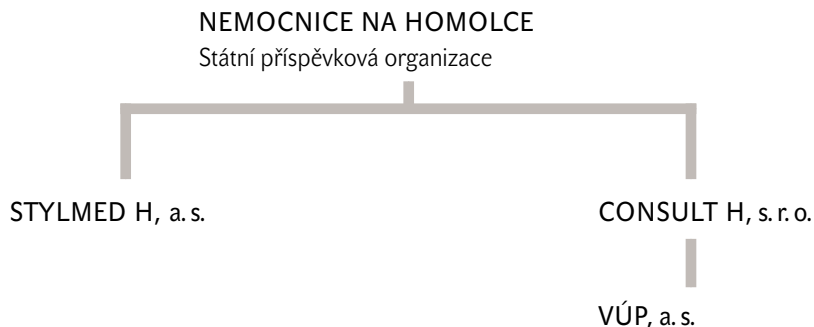 NEMOCNICE NA HOMOLCE
Státní příspěvková organizace
STYLMED H, a. s.
CONSULT H, s. r. o.
VÚP, a. s.